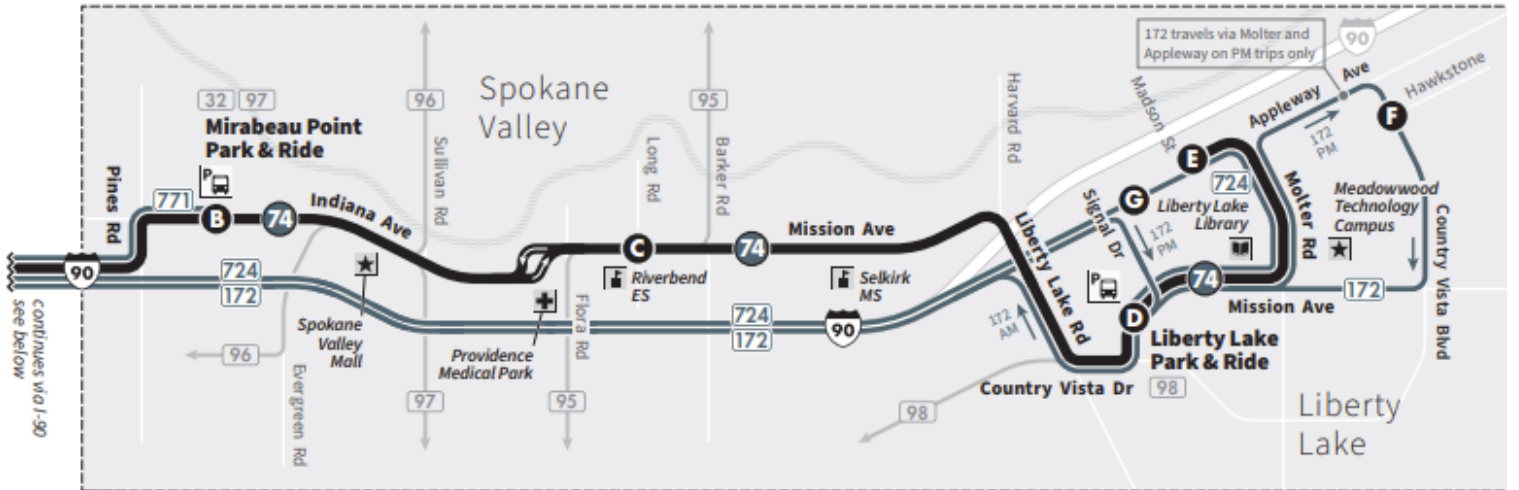 172 travels via Molter and
Appleway on PM trips only
90
Spokane
Valley
32 97
96
95
Mirabeau Point
Park & Ride
P
Pines Rd
771
B
74
Indiana Ave
Sullivan Rd
Long Rd
Barker Rd
Harvard Rd
Madson St
Appleway Ave
Hawkstone
F
172
PM
E
724
G
Liberty Lake
Library
Molter Rd
Meadowwood
Technology
Campus
Country Vista Blvd
Signal Dr
172
PM
C
74
Mission Ave
Riverbend
ES
Selkirk
MS
Liberty Lake Rd
P
74
Mission Ave
172
D
Liberty Lake
Park & Ride
90
724
172
continues via I-90
see below
Spokane
Valley
Mall
Providence
Medical Park
Flora Rd
724
172
90
172
AM
96
Evergreen Rd
97
95
98
Country Vista Dr
98
Liberty
Lake